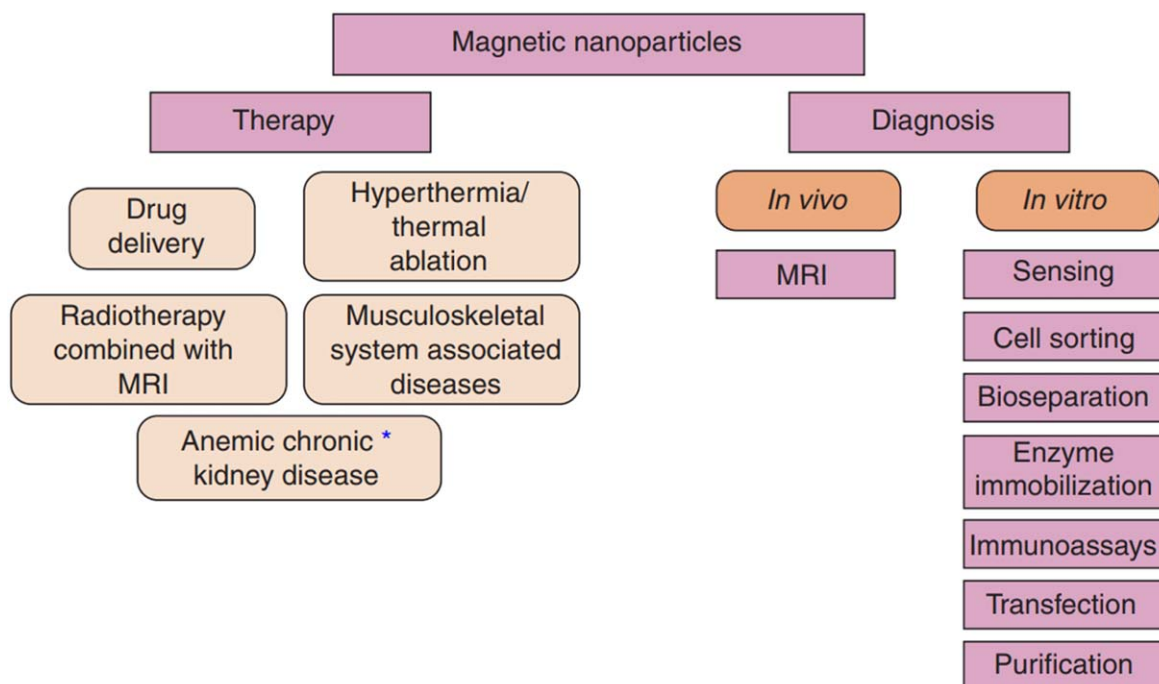 Magnetic nanoparticles
Therapy
Diagnosis
Drug
delivery
Hyperthermia/
thermal
ablation
Radiotherapy
combined with
MRI
Musculoskeletal
system associated
diseases
Anemic chronic *
kidney disease
In vivo
MRI
In vitro
Sensing
Cell sorting
Bioseparation
Enzyme
immobilization
Immunoassays
Transfection
Purification